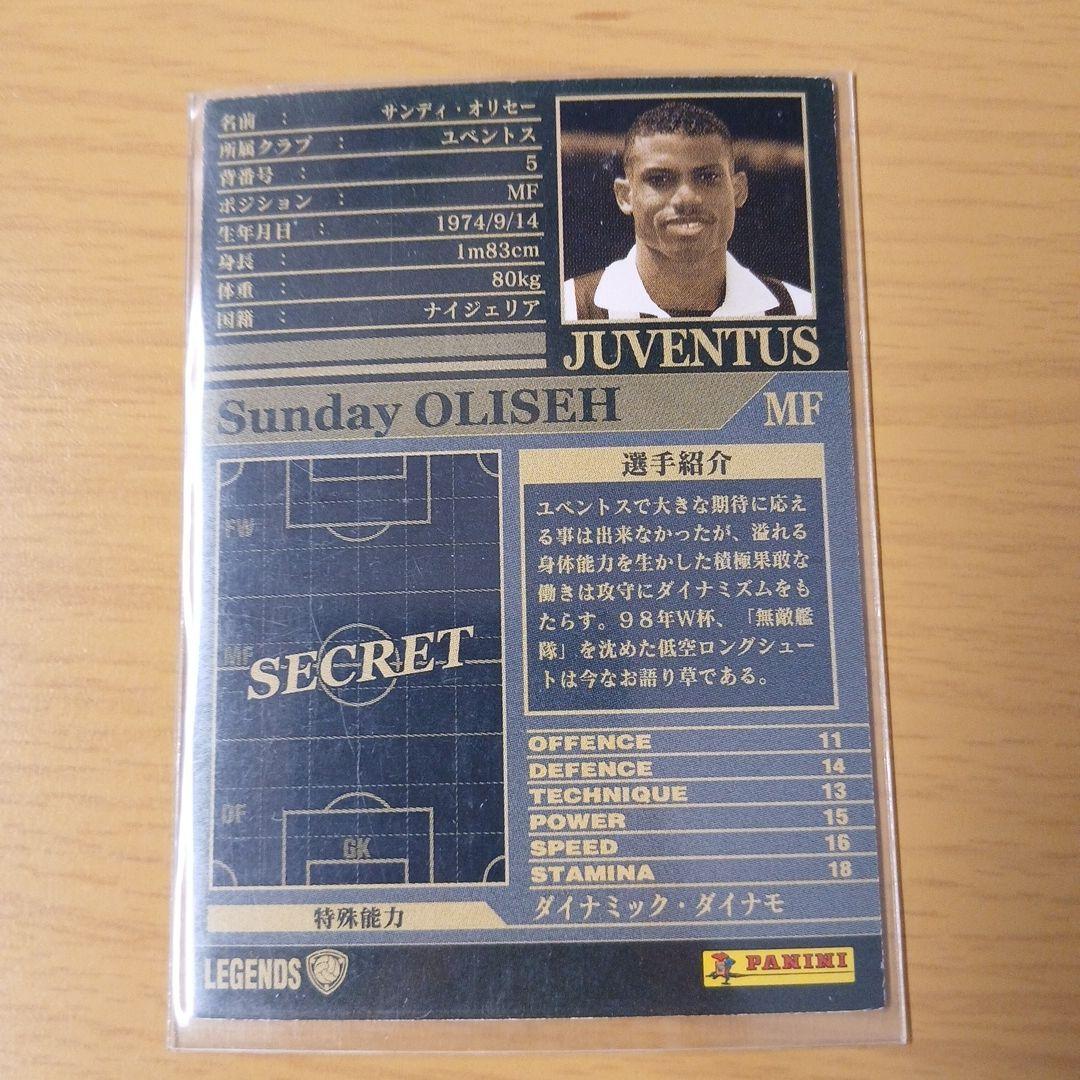 名前 : サンディ・オリセー
所属クラブ : ユベントス
背番号 : 5
ポジション : MF
生年月日 : 1974/9/14
身長 : 1m83cm
体重 : 80kg
国籍 : ナイジェリア
JUVENTUS
Sunday OLISEH
MF
FW
MF
SECRET
DF
GK
選手紹介
ユベントスで大きな期待に応え
る事は出来なかったが、溢れる
身体能力を生かした積極果敢な
働きは攻守にダイナミズムをも
たらす。98年W杯、「無敵艦
隊」を沈めた低空ロングシュー
トは今なお語り草である。
OFFENCE 11
DEFENCE 14
TECHNIQUE 13
POWER 15
SPEED 16
STAMINA 18
特殊能力
ダイナミック・ダイナモ
LEGENDS
PANINI